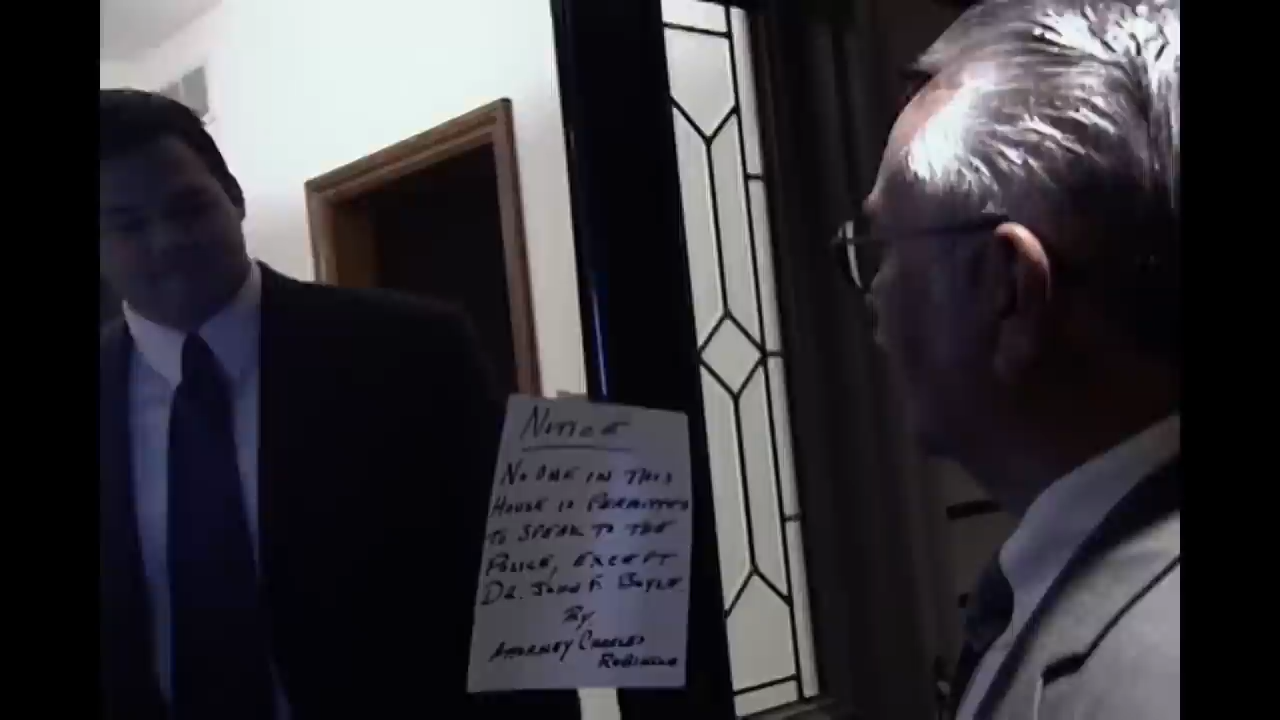 NOTICE
NO ONE IN THIS
HOUSE IS PERMITTED
TO SPEAK TO THE
POLICE, EXCEPT
DR. JOHN F. BOYLE
BY
ATTORNEY CHARLES
ROBINSON